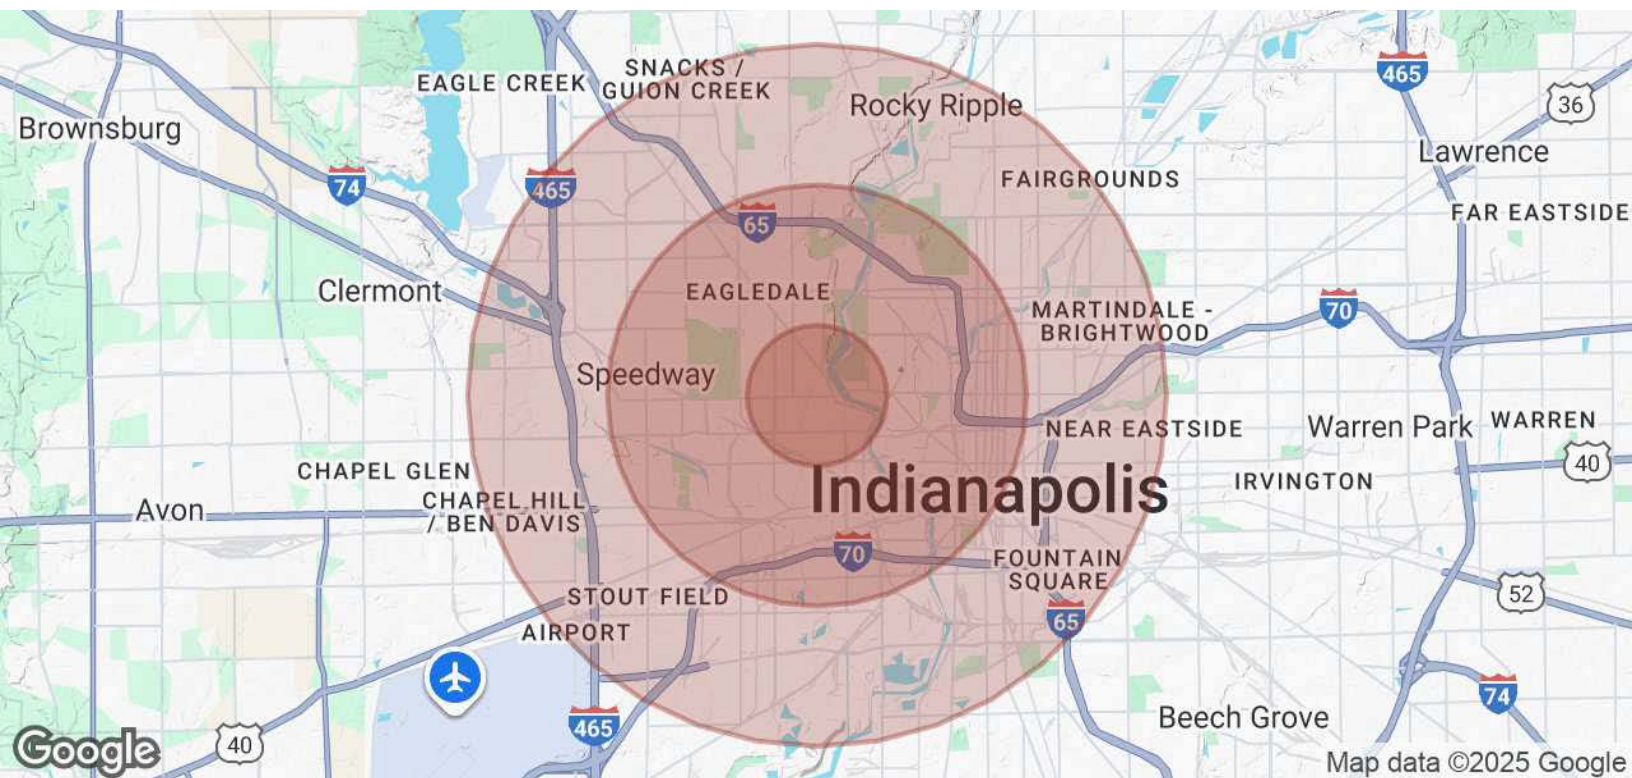 SNACKS /
GUION CREEK
EAGLE CREEK
465
36
Rocky Ripple
Brownsburg
Lawrence
74
465
FAIRGROUNDS
FAR EASTSIDE
65
Clermont
EAGLEDALE
MARTINDALE -
BRIGHTWOOD
70
Speedway
NEAR EASTSIDE
Warren Park
WARREN
40
CHAPEL GLEN
IRVINGTON
Indianapolis
CHAPEL HILL
/ BEN DAVIS
Avon
70
FOUNTAIN
SQUARE
STOUT FIELD
52
AIRPORT
65
74
465
Beech Grove
40
Google
Map data ©2025 Google